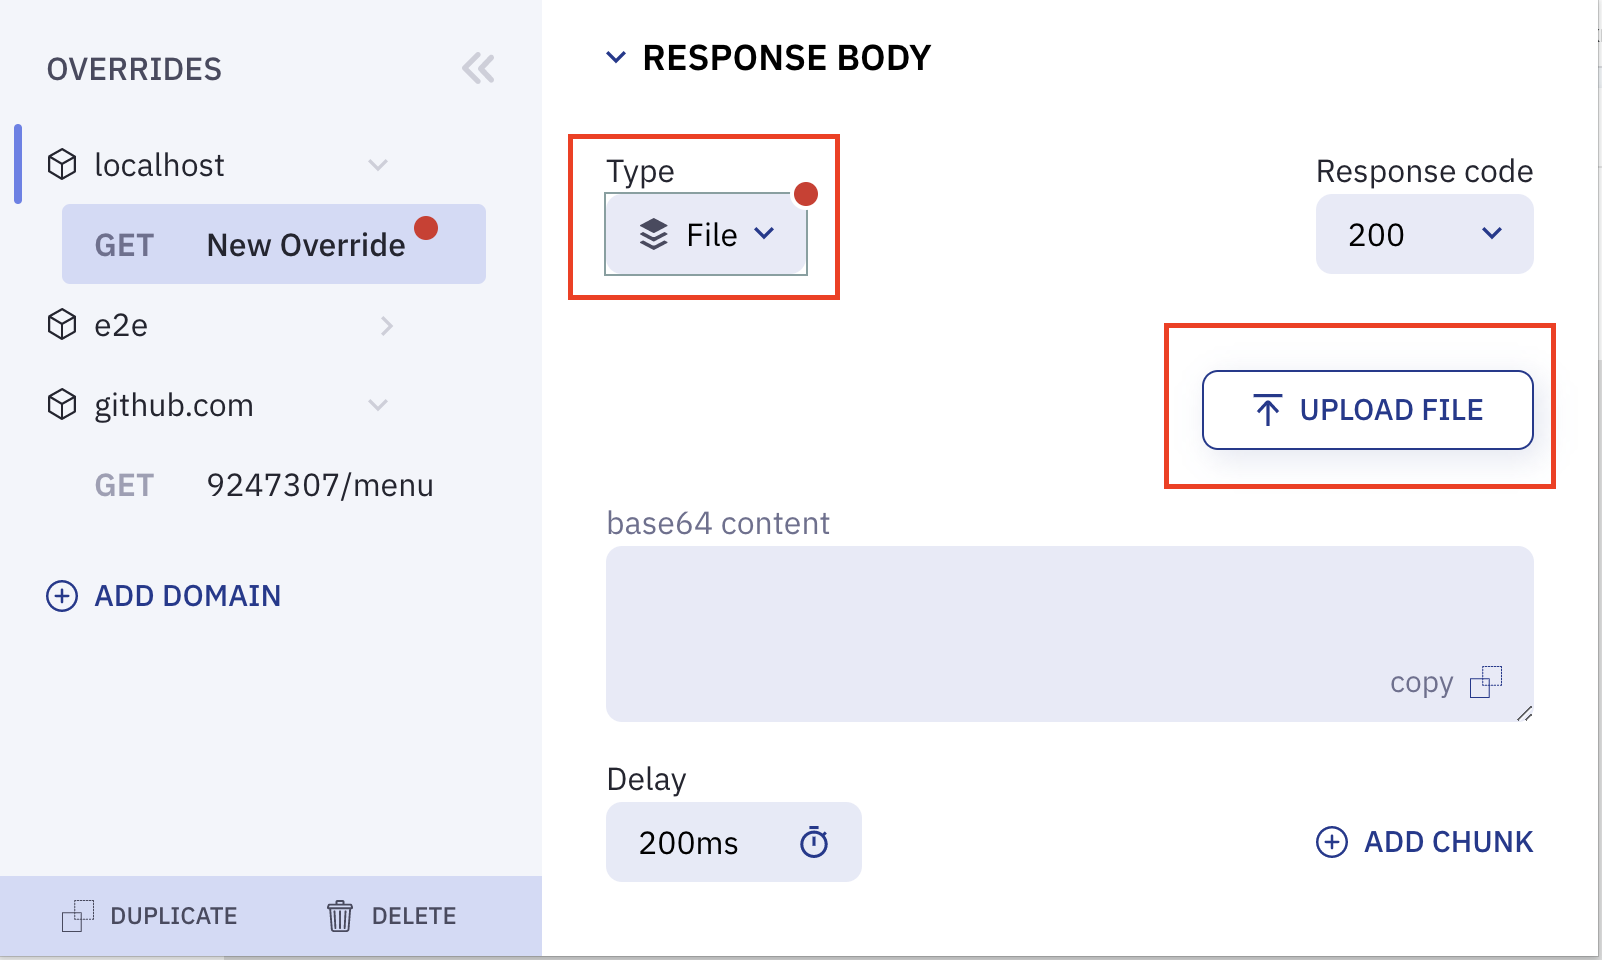 OVERRIDES
localhost
GET New Override
e2e
github.com
GET 9247307/menu
ADD DOMAIN
DUPLICATE DELETE
RESPONSE BODY
Type
File
Response code
200
UPLOAD FILE
base64 content
copy
Delay
200ms
ADD CHUNK